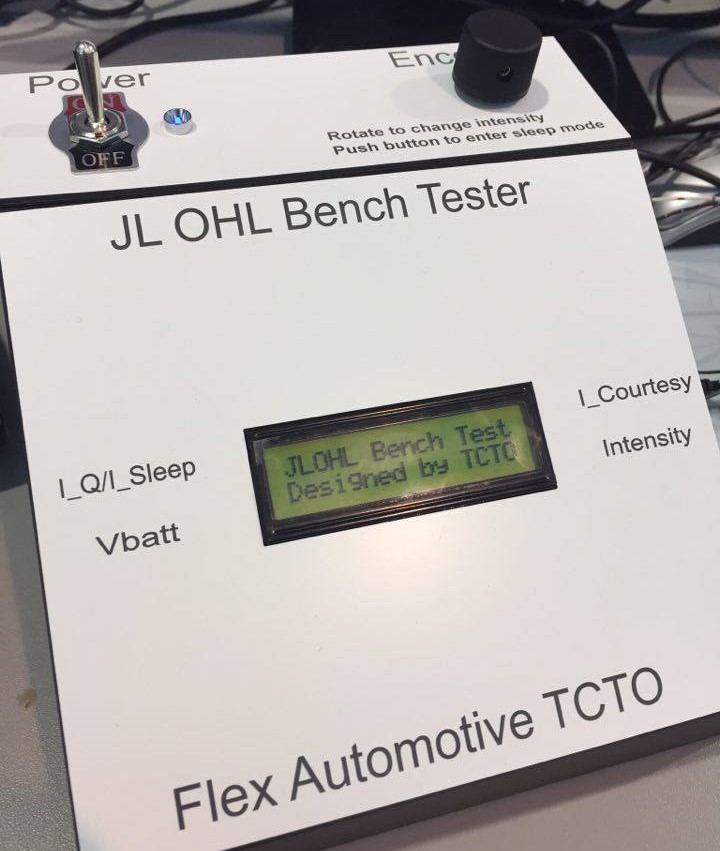 Power
ON
OFF
Rotate to change intensity
Push button to enter sleep mode
JL OHL Bench Tester
I_Courtesy
Intensity
JLOHL Bench Test
Designed by TCTO
I_Q/I_Sleep
Vbatt
Flex Automotive TCTO